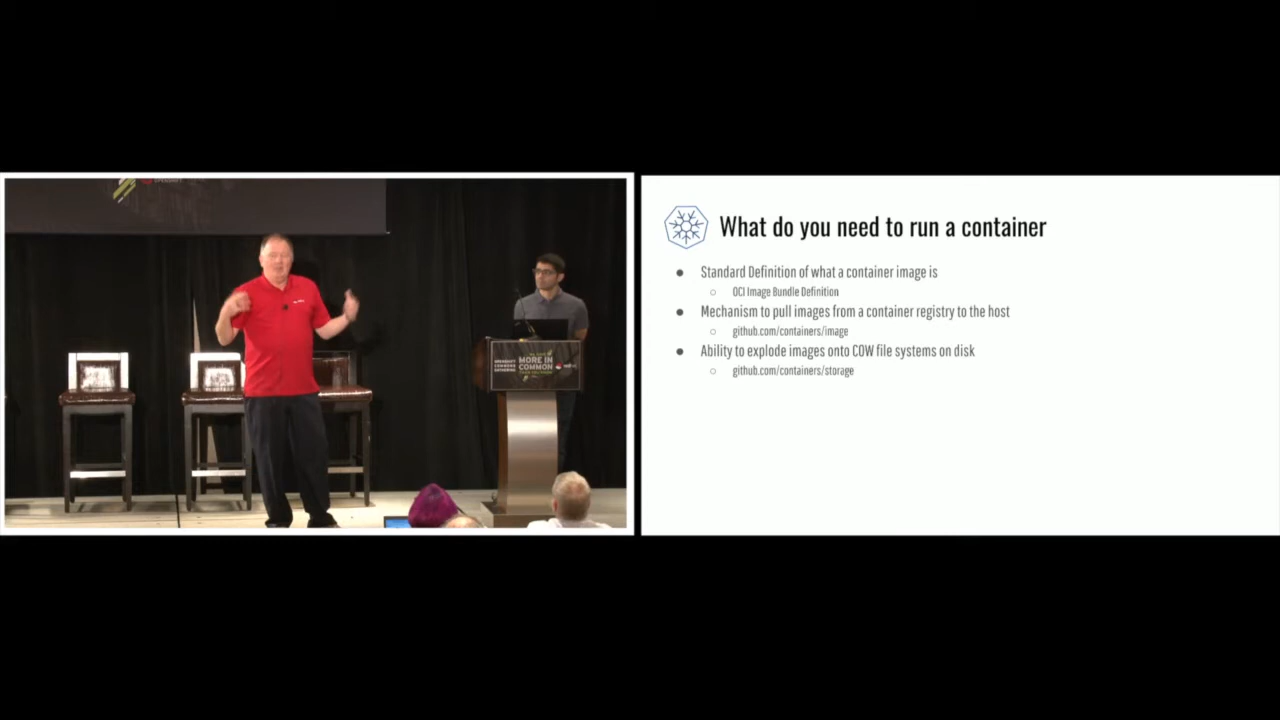 MORE IN
COMMON
What do you need to run a container
● Standard Definition of what a container image is
○ OCI Image Bundle Definition
● Mechanism to pull images from a container registry to the host
○ github.com/containers/image
● Ability to explode images onto COW file systems on disk
○ github.com/containers/storage